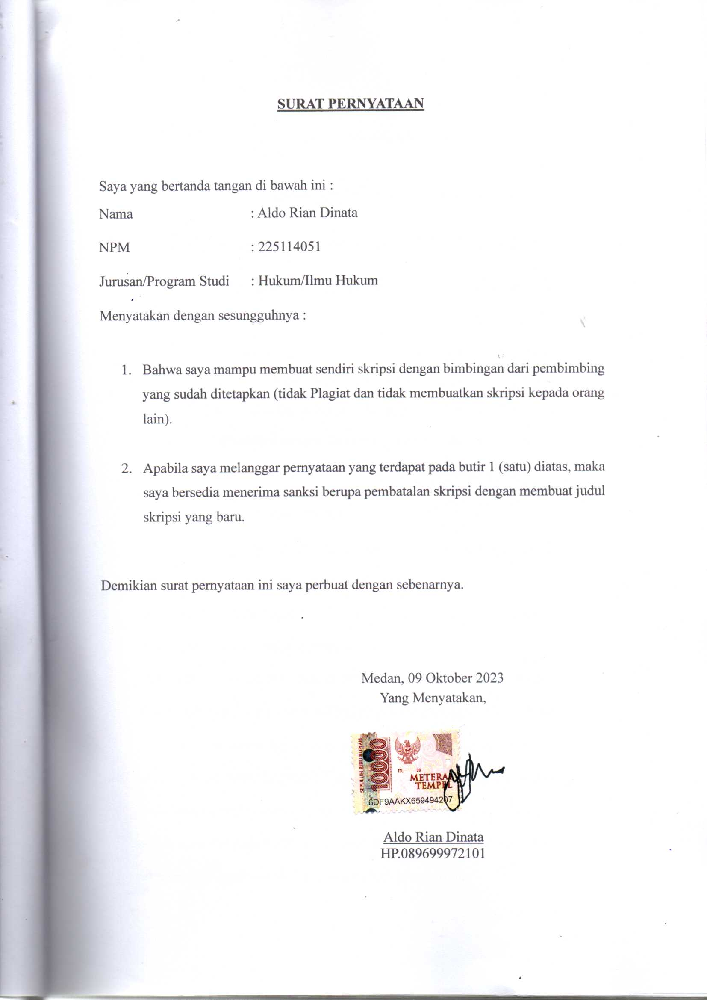 SURAT PERNYATAAN
Saya yang bertanda tangan di bawah ini :
Nama : Aldo Rian Dinata
NPM : 225114051
Jurusan/Program Studi : Hukum/Ilmu Hukum
Menyatakan dengan sesungguhnya :
1. Bahwa saya mampu membuat sendiri skripsi dengan bimbingan dari pembimbing
yang sudah ditetapkan (tidak Plagiat dan tidak membuatkan skripsi kepada orang
lain).
2. Apabila saya melanggar pernyataan yang terdapat pada butir 1 (satu) diatas, maka
saya bersedia menerima sanksi berupa pembatalan skripsi dengan membuat judul
skripsi yang baru.
Demikian surat pernyataan ini saya perbuat dengan sebenarnya.
Medan, 09 Oktober 2023
Yang Menyatakan,
SEPULUH RIBU RUPIAH
10000
TGL. 20
METERAI
TEMPEL
6DF9AAKX659494207
Aldo Rian Dinata
HP.089699972101